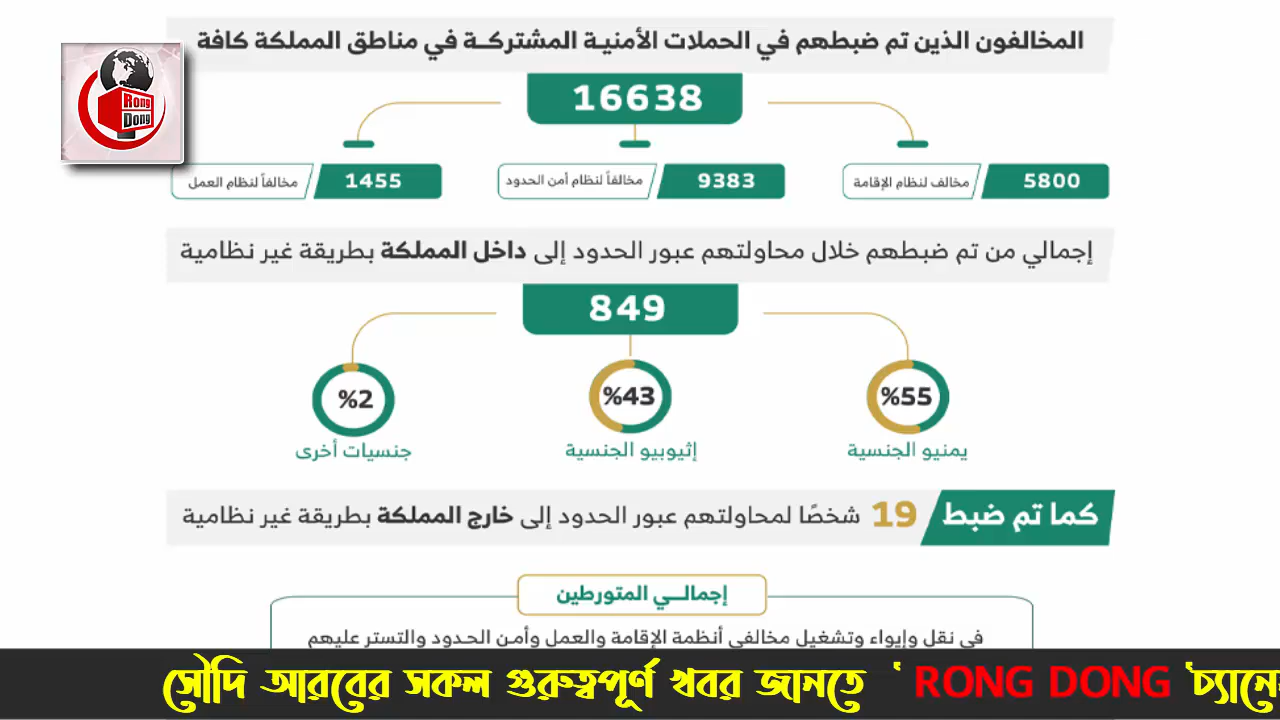 المخالفون الذين تم ضبطهم في الحملات الأمنية المشتركة في مناطق المملكة كافة
Rong
Dong
16638
5800 مخالف لنظام الإقامة
9383 مخالفاً لنظام أمن الحدود
1455 مخالفاً لنظام العمل
إجمالي من تم ضبطهم خلال محاولتهم عبور الحدود إلى داخل المملكة بطريقة غير نظامية
849
%55
يمنيو الجنسية
%43
إثيوبيو الجنسية
%2
جنسيات أخرى
كما تم ضبط 19 شخصًا لمحاولتهم عبور الحدود إلى خارج المملكة بطريقة غير نظامية
إجمالي المتورطين
في نقل وإيواء وتشغيل مخالفي أنظمة الإقامة والعمل وأمن الحدود والتستر عليهم
সৌদি আরবের সকল গুরুত্বপূর্ণ খবর জানতে ' RONG DONG 'চ্যানে